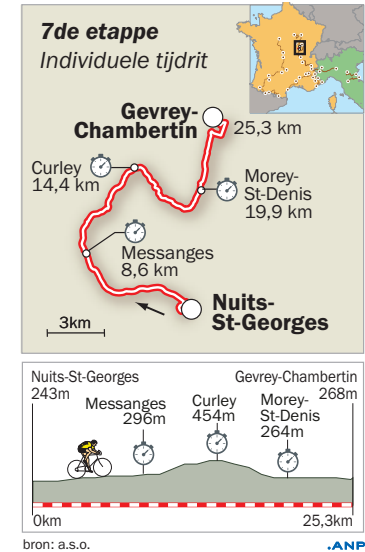 7de etappe
Individuele tijdrit
Gevrey-
Chambertin
25,3 km
Curley
14,4 km
Morey-
St-Denis
19,9 km
Messanges
8,6 km
Nuits-
St-Georges
3km
Nuits-St-Georges
243m
Gevrey-Chambertin
268m
Messanges
296m
Curley
454m
Morey-
St-Denis
264m
0km
25,3km
bron: a.s.o.
.ANP